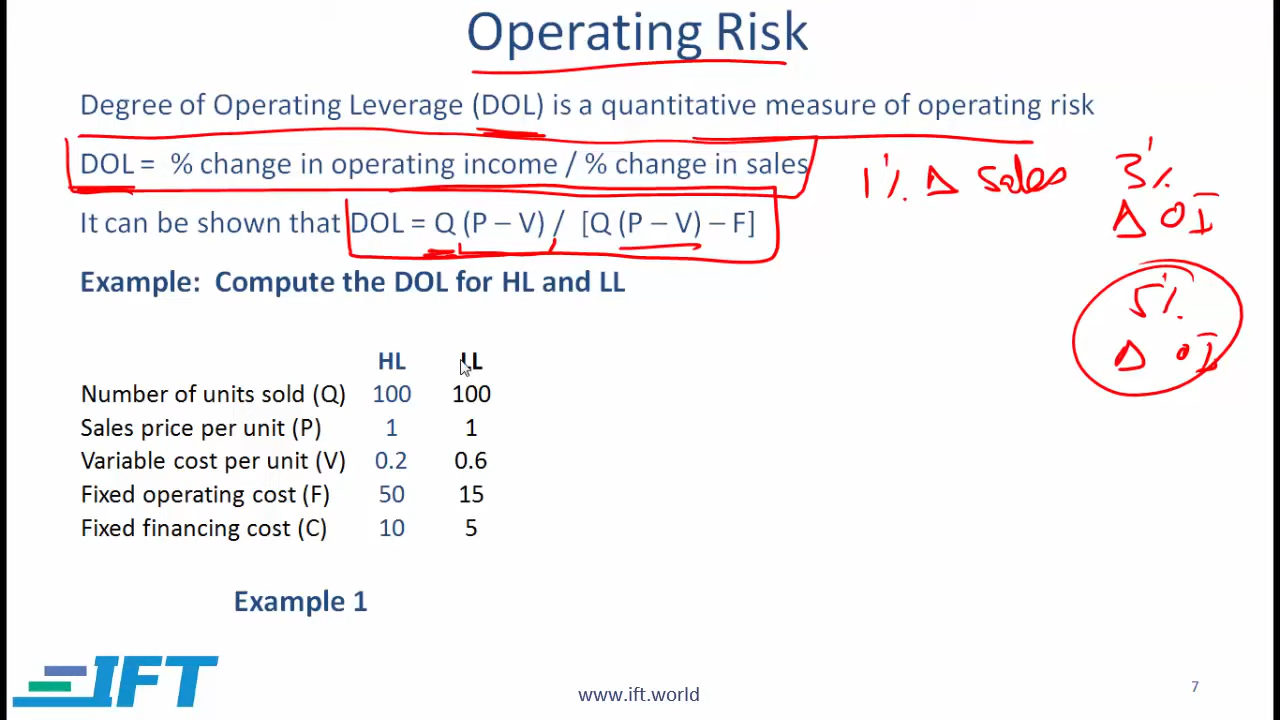 Operating Risk
Degree of Operating Leverage (DOL) is a quantitative measure of operating risk
DOL = % change in operating income / % change in sales
1% Δ Sales 3%
Δ OI
It can be shown that DOL = Q (P – V) / [Q (P – V) – F]
Example: Compute the DOL for HL and LL
5%
Δ OI
HL LL
Number of units sold (Q) 100 100
Sales price per unit (P) 1 1
Variable cost per unit (V) 0.2 0.6
Fixed operating cost (F) 50 15
Fixed financing cost (C) 10 5
Example 1
IFT
www.ift.world
7